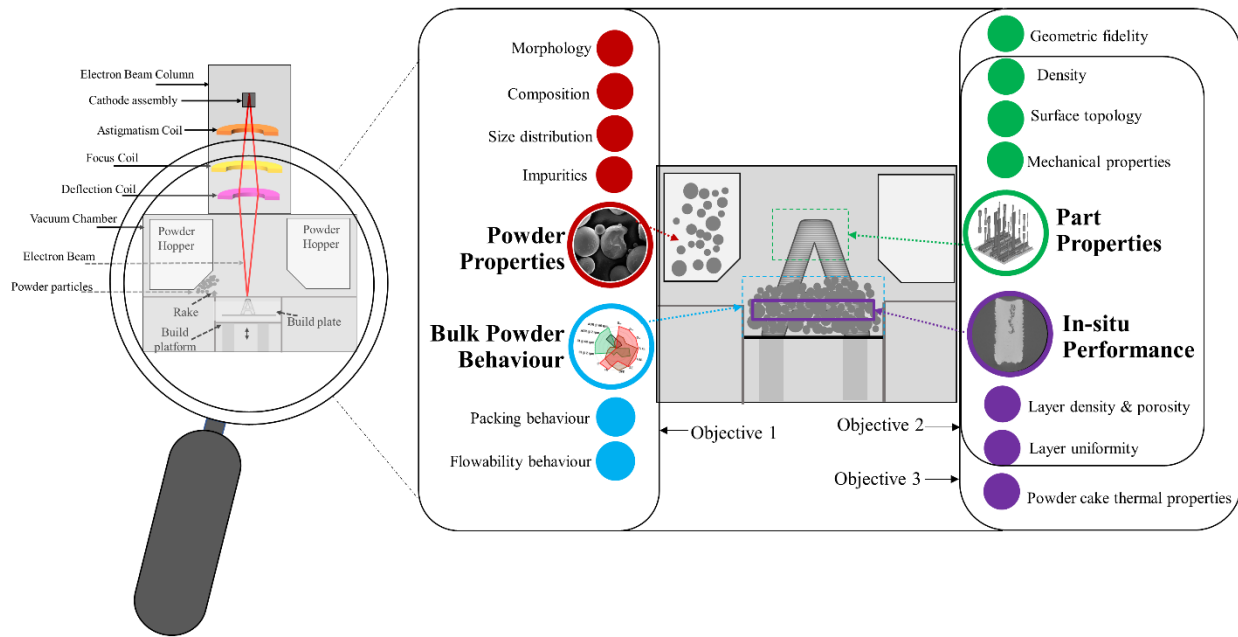 Electron Beam Column
Cathode assembly
Astigmatism Coil
Focus Coil
Deflection Coil
Vacuum Chamber
Powder
Hopper
Powder
Hopper
Electron Beam
Powder particles
Rake
Build
platform
Build plate
Morphology
Composition
Size distribution
Impurities
Powder
Properties
Bulk Powder
Behaviour
Packing behaviour
Flowability behaviour
Objective 1
Objective 2
Objective 3
Geometric fidelity
Density
Surface topology
Mechanical properties
Part
Properties
In-situ
Performance
Layer density & porosity
Layer uniformity
Powder cake thermal properties